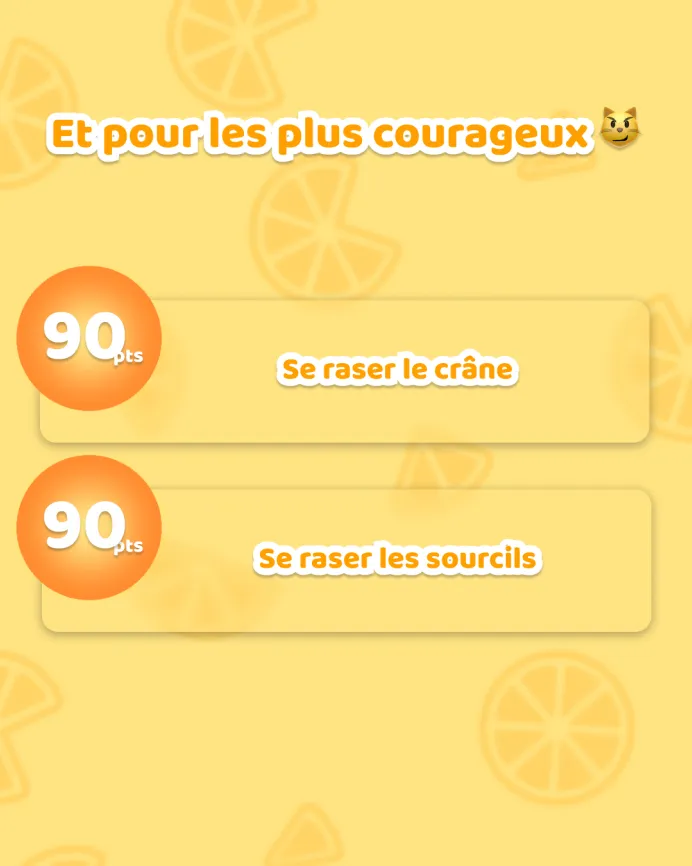 Et pour les plus courageux 😼
90 pts
Se raser le crâne
90 pts
Se raser les sourcils